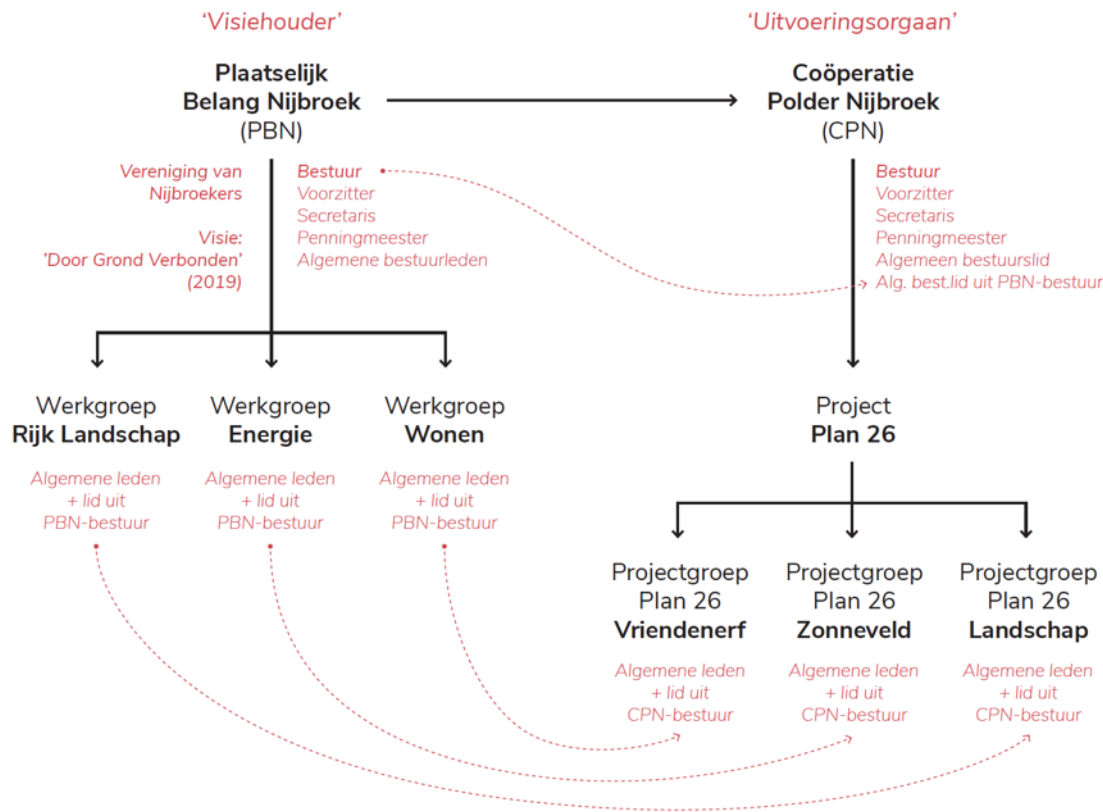 ‘Visiehouder’
Plaatselijk
Belang Nijbroek
(PBN)
Vereniging van
Nijbroekers
Visie:
'Door Grond Verbonden'
(2019)
Bestuur
Voorzitter
Secretaris
Penningmeester
Algemene bestuurleden
‘Uitvoeringsorgaan’
Coöperatie
Polder Nijbroek
(CPN)
Bestuur
Voorzitter
Secretaris
Penningmeester
Algemeen bestuurslid
Alg. best.lid uit PBN-bestuur
Werkgroep
Rijk Landschap
Algemene leden
+ lid uit
PBN-bestuur
Werkgroep
Energie
Algemene leden
+ lid uit
PBN-bestuur
Werkgroep
Wonen
Algemene leden
+ lid uit
PBN-bestuur
Project
Plan 26
Projectgroep
Plan 26
Vriendenerf
Algemene leden
+ lid uit
CPN-bestuur
Projectgroep
Plan 26
Zonneveld
Algemene leden
+ lid uit
CPN-bestuur
Projectgroep
Plan 26
Landschap
Algemene leden
+ lid uit
CPN-bestuur